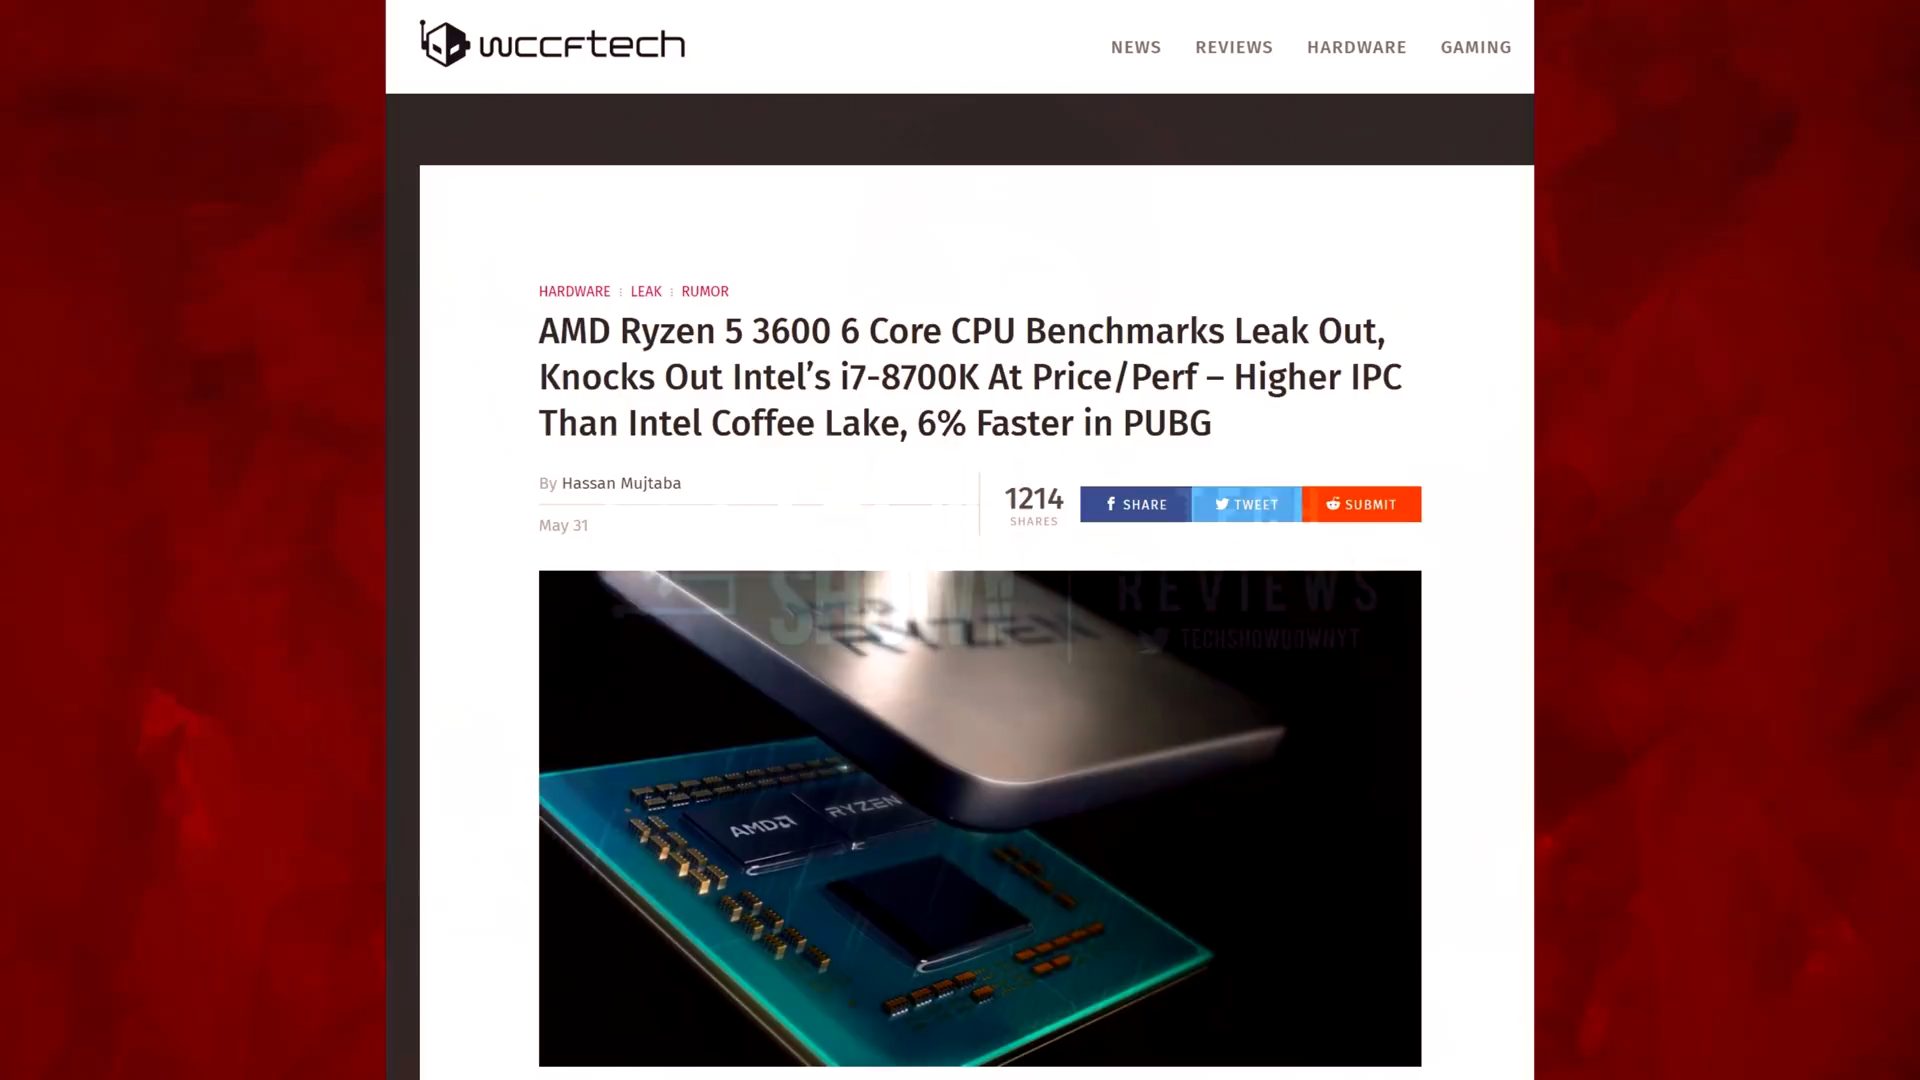 wccftech
NEWS REVIEWS HARDWARE GAMING
HARDWARE : LEAK : RUMOR
AMD Ryzen 5 3600 6 Core CPU Benchmarks Leak Out,
Knocks Out Intel’s i7-8700K At Price/Perf – Higher IPC
Than Intel Coffee Lake, 6% Faster in PUBG
By Hassan Mujtaba
May 31
1214
SHARES
SHARE
TWEET
SUBMIT
REVIEWS
TECHSHOWDOWNYT
RYZEN
AMD
RYZEN